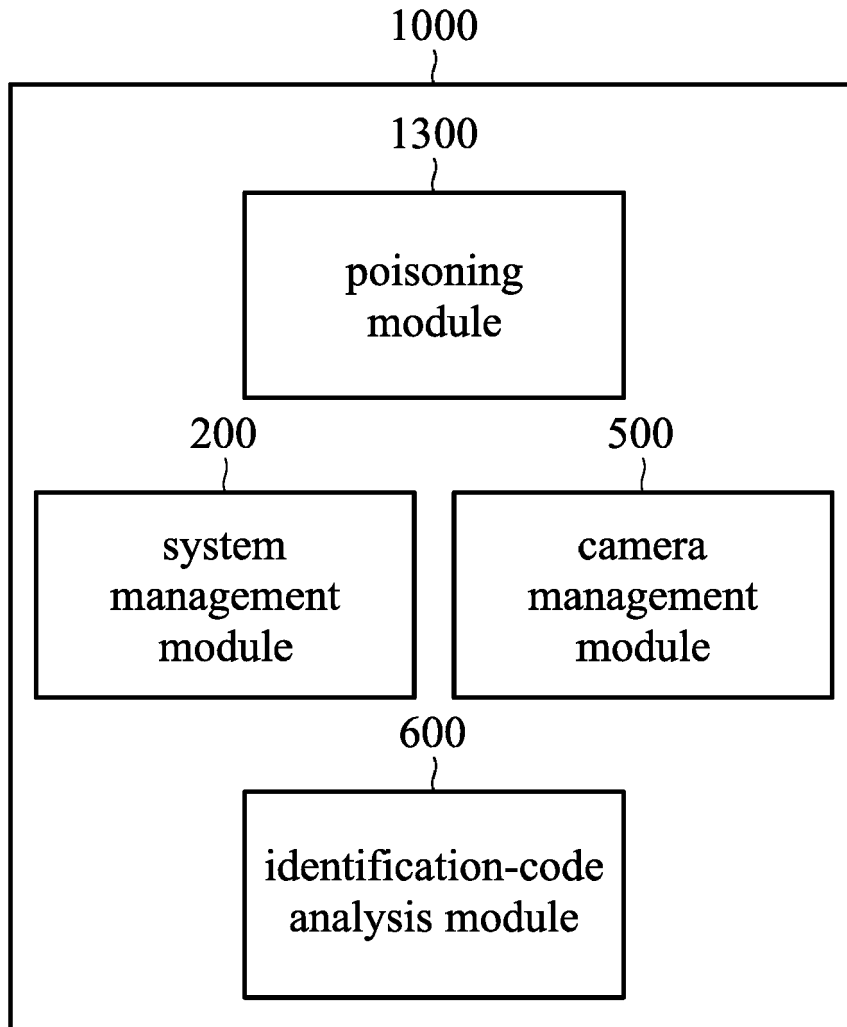 1000
1300
poisoning
module
200
500
system
management
module
camera
management
module
600
identification-code
analysis module